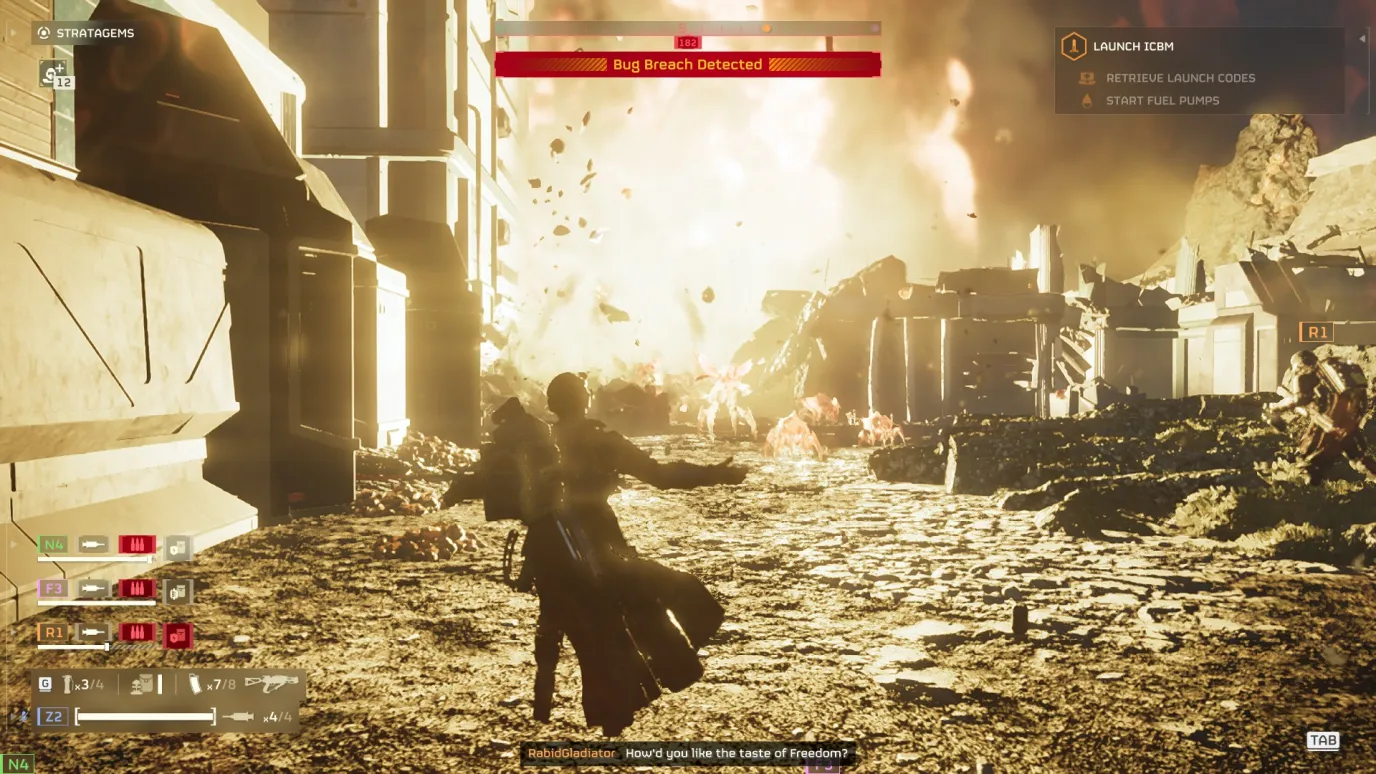 STRATAGEMS
12
182
Bug Breach Detected
LAUNCH ICBM
RETRIEVE LAUNCH CODES
START FUEL PUMPS
R1
N4
F3
R1
G x3/4 x7/8
Z2 x4/4
TAB
RabidGladiator How'd you like the taste of Freedom?
N4